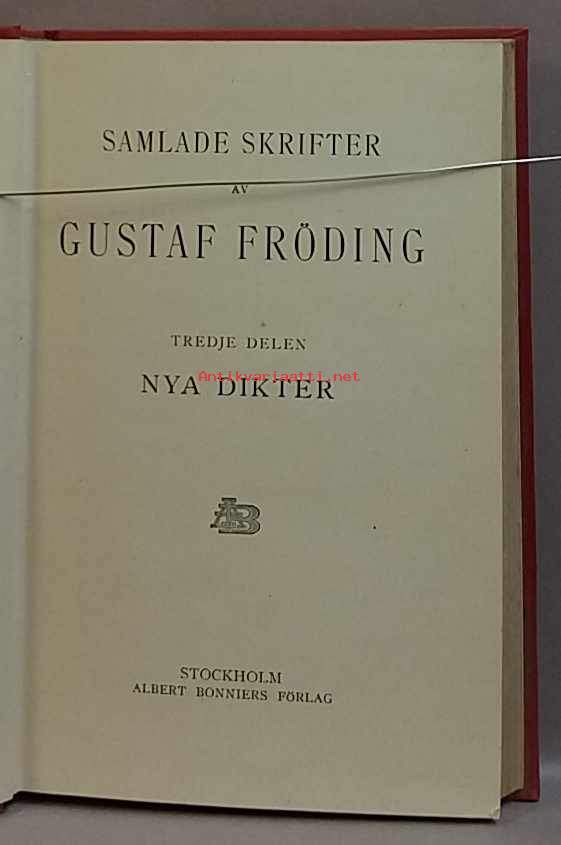 SAMLADE SKRIFTER
AV
GUSTAF FRÖDING
TREDJE DELEN
Antikvariaatti.net
NYA DIKTER
AB
STOCKHOLM
ALBERT BONNIERS FÖRLAG